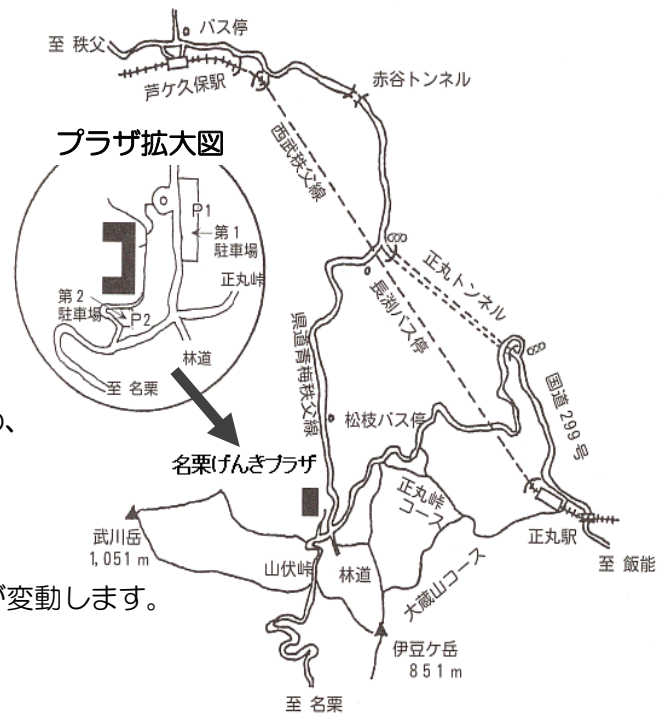 バス停
至 秩父
芦ケ久保駅
赤谷トンネル
西武秩父線
プラザ拡大図
P1
第1
駐車場
正丸峠
第2
駐車場
P2
林道
至 名栗
正丸トンネル
長渕バス停
県道青梅秩父線
国道299号
松枝バス停
、
名栗げんきプラザ
正丸峠
コース
武川岳
1,051m
正丸駅
至 飯能
山伏峠
林道
大蔵山コース
が変動します。
伊豆ケ岳
851m
至 名栗